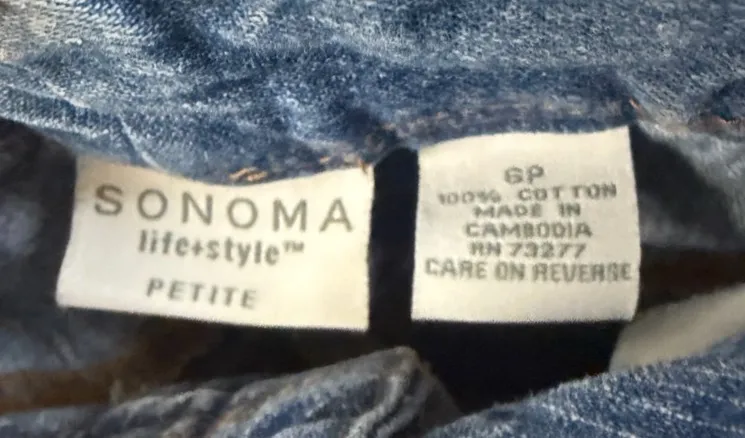 SONOMA
life+style™
PETITE
6P
100% COTTON
MADE IN
CAMBODIA
RN 73277
CARE ON REVERSE